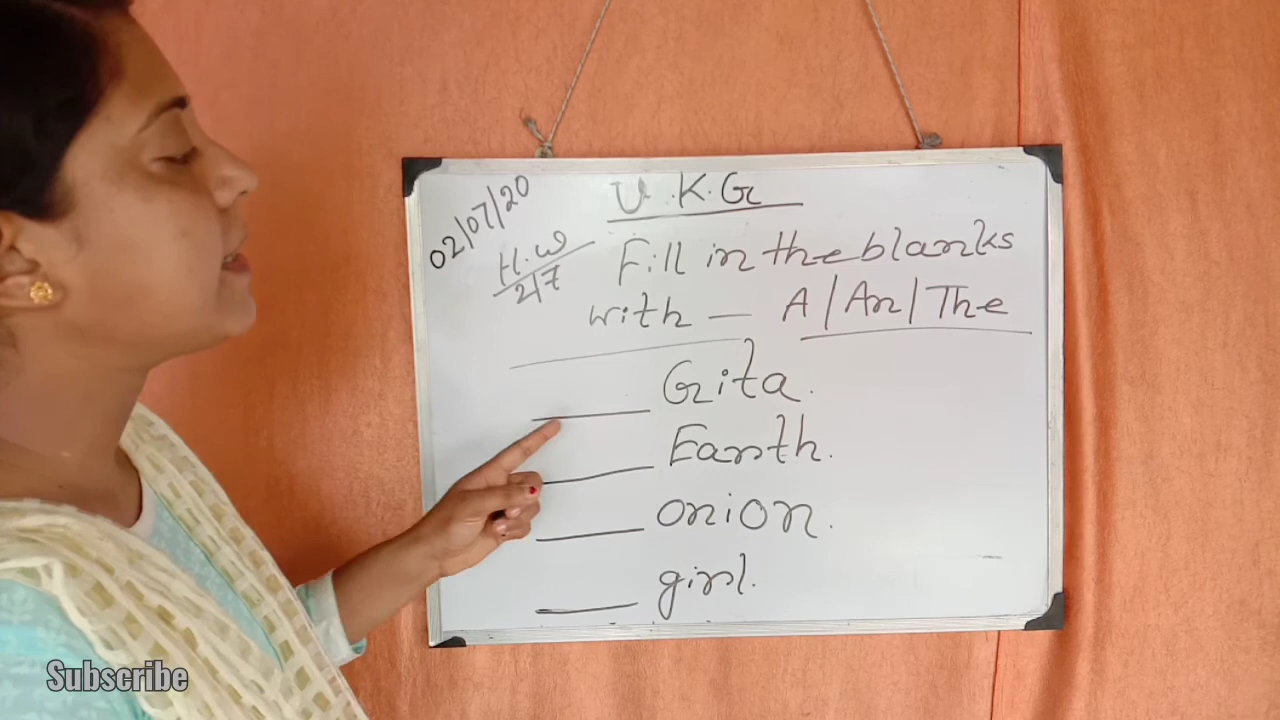 U.K.G
02/07/20
H.W
2/7
Fill in the blanks
with — A/An/The
____ Gita.
____ Earth.
____ onion.
____ girl.
Subscribe